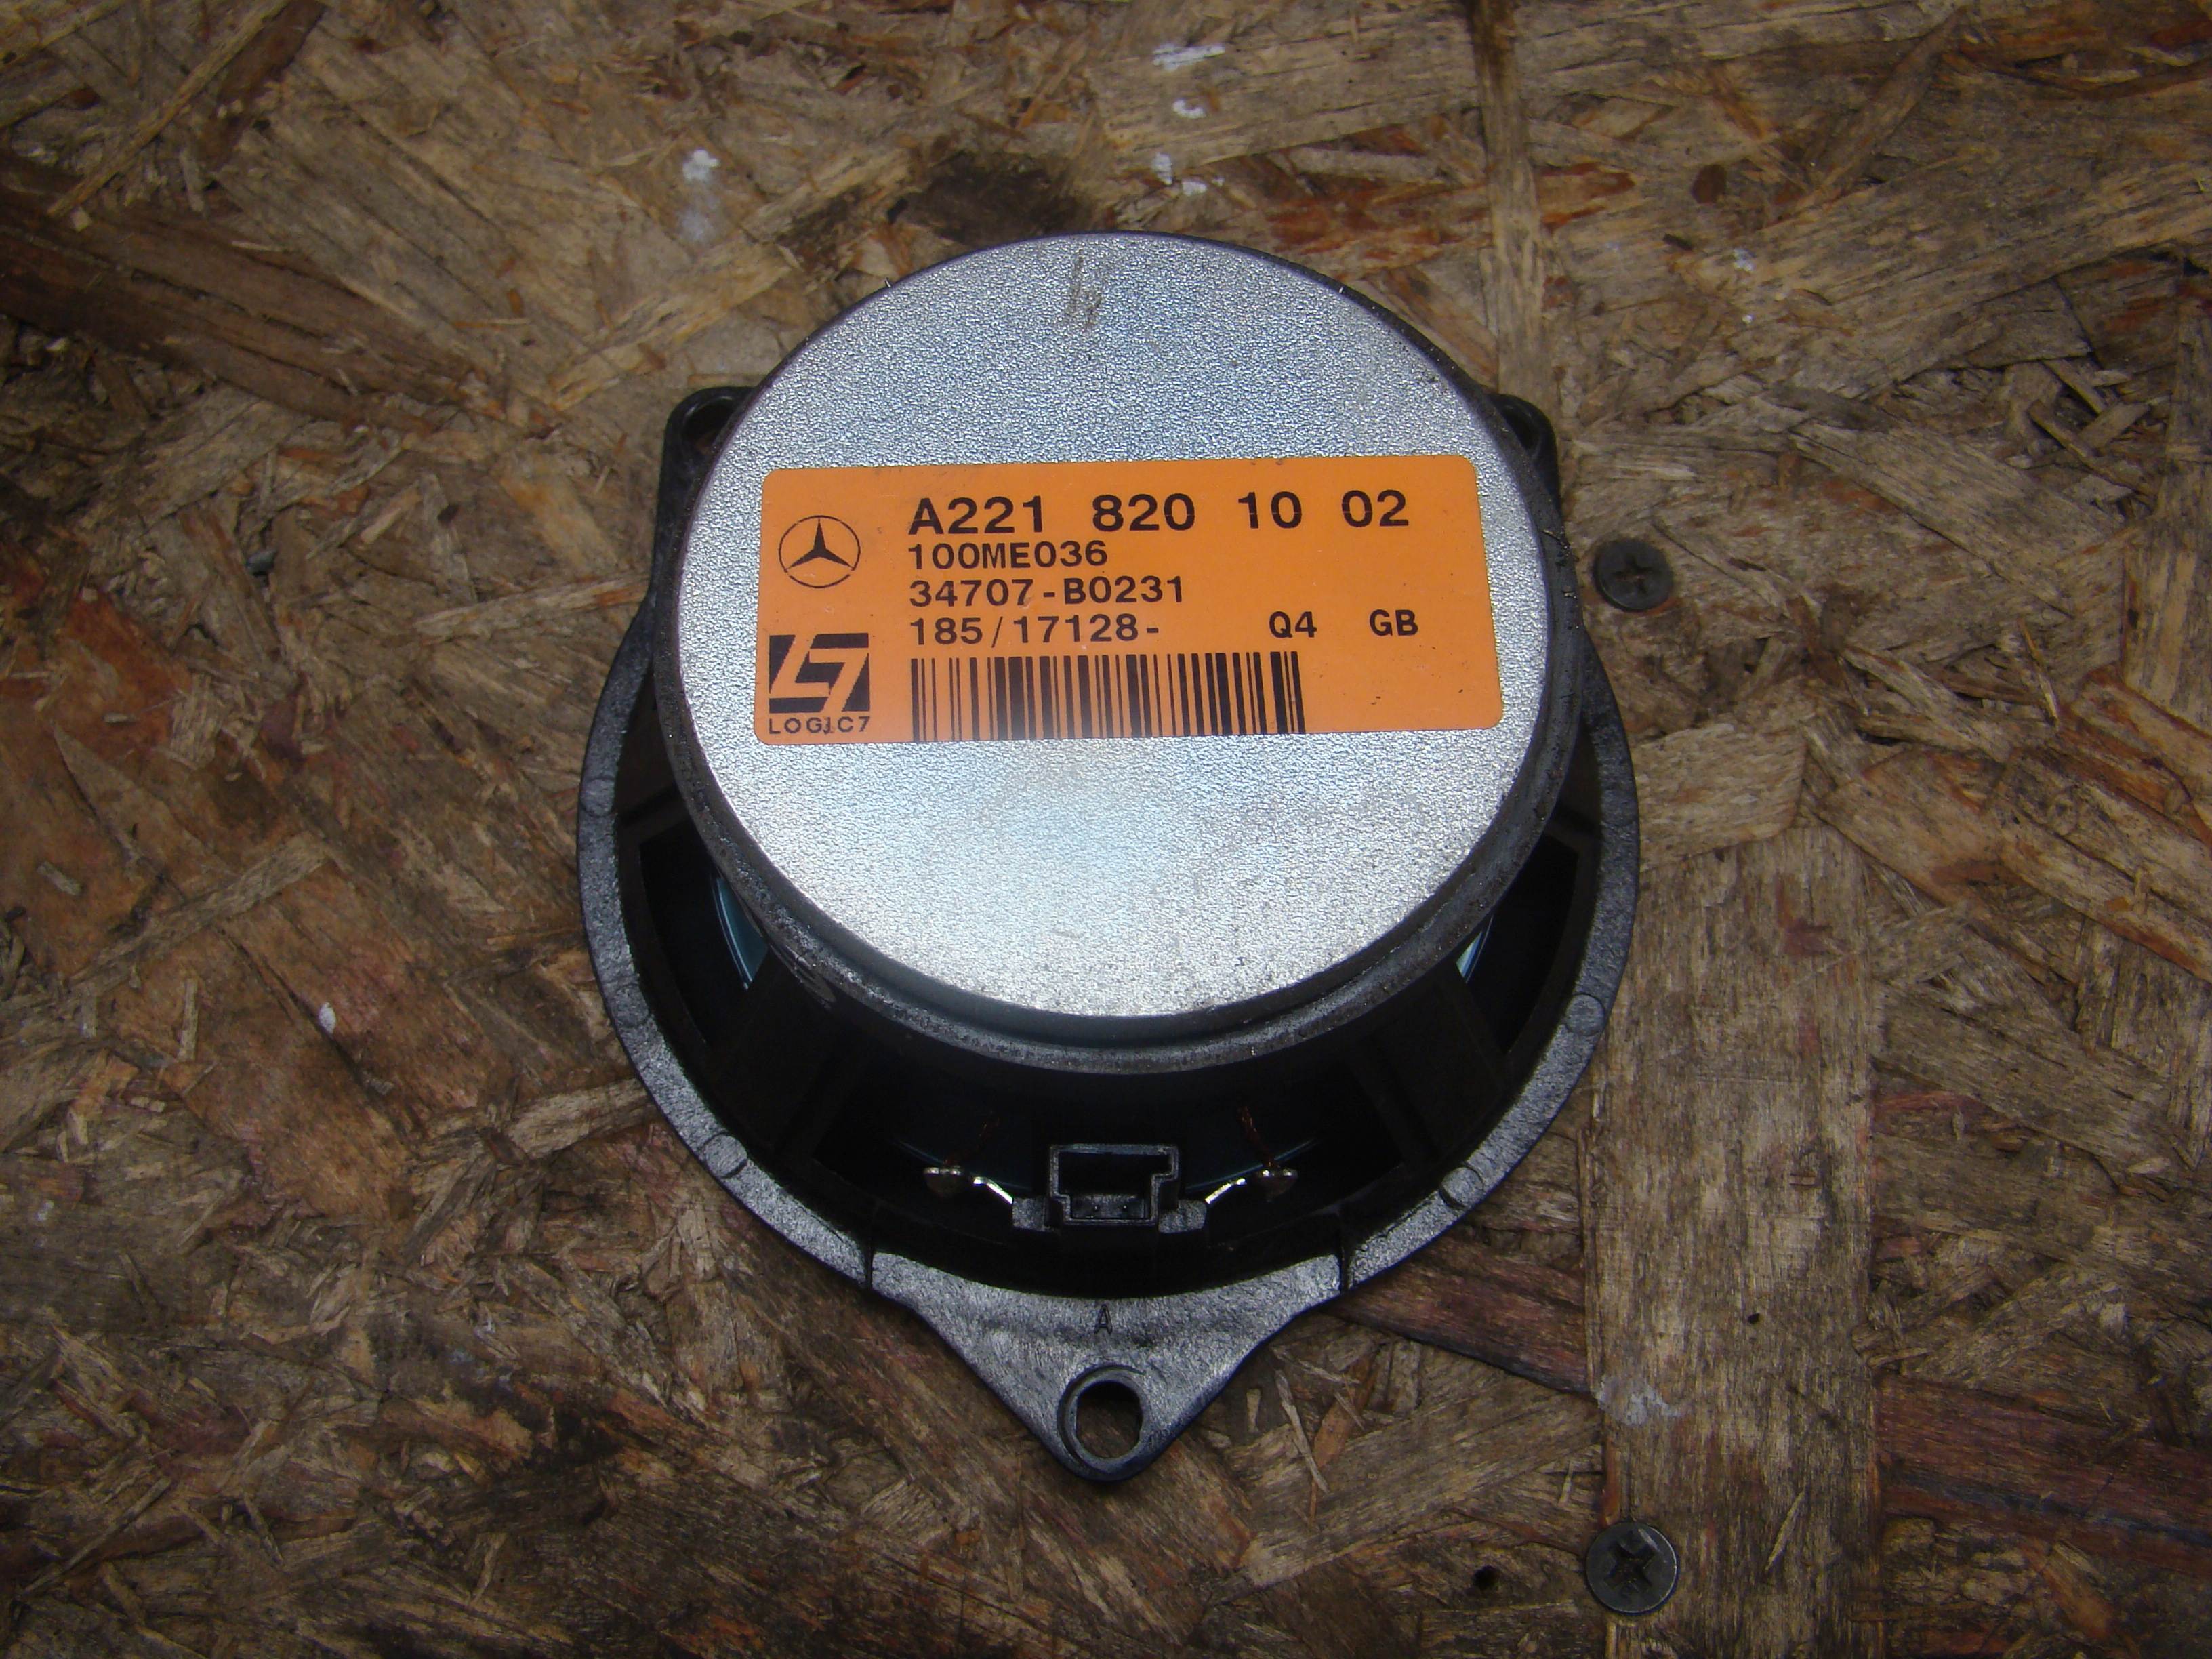 A221 820 10 02
100ME036
34707-B0231
185/17128- Q4 GB
L7
LOGIC7
A